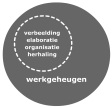 verbeelding
elaboratie
organisatie
herhaling
werkgeheugen